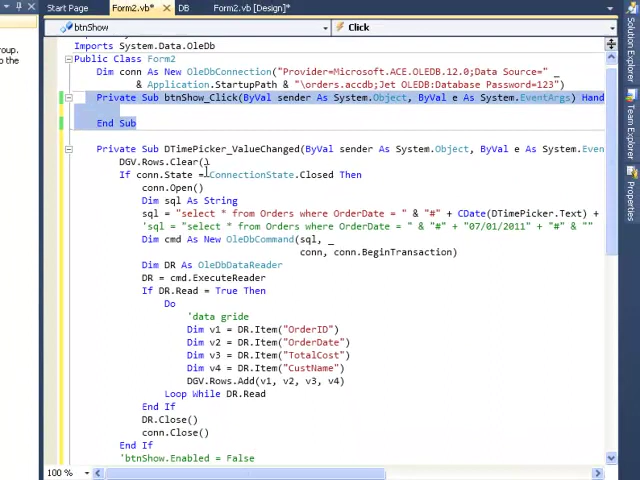 Start Page
Form2.vb*
DB
Form2.vb [Design]*
btnShow
Click
Imports System.Data.OleDb
Public Class Form2
Dim conn As New OleDbConnection("Provider=Microsoft.ACE.OLEDB.12.0;Data Source=" _
& Application.StartupPath & "\orders.accdb;Jet OLEDB:Database Password=123")
Private Sub btnShow_Click(ByVal sender As System.Object, ByVal e As System.EventArgs) Hand
End Sub
Private Sub DTimePicker_ValueChanged(ByVal sender As System.Object, ByVal e As System.Even
DGV.Rows.Clear()
If conn.State = ConnectionState.Closed Then
conn.Open()
Dim sql As String
sql = "select * from Orders where OrderDate = " & "#" + CDate(DTimePicker.Text) +
'sql = "select * from Orders where OrderDate = " & "#" + "07/01/2011" + "#" & ""
Dim cmd As New OleDbCommand(sql, _
conn, conn.BeginTransaction)
Dim DR As OleDbDataReader
DR = cmd.ExecuteReader
If DR.Read = True Then
Do
'data gride
Dim v1 = DR.Item("OrderID")
Dim v2 = DR.Item("OrderDate")
Dim v3 = DR.Item("TotalCost")
Dim v4 = DR.Item("CustName")
DGV.Rows.Add(v1, v2, v3, v4)
Loop While DR.Read
End If
DR.Close()
conn.Close()
End If
'btnShow.Enabled = False
100 %
group.
p to the
Solution Explorer
Team Explorer
Properties